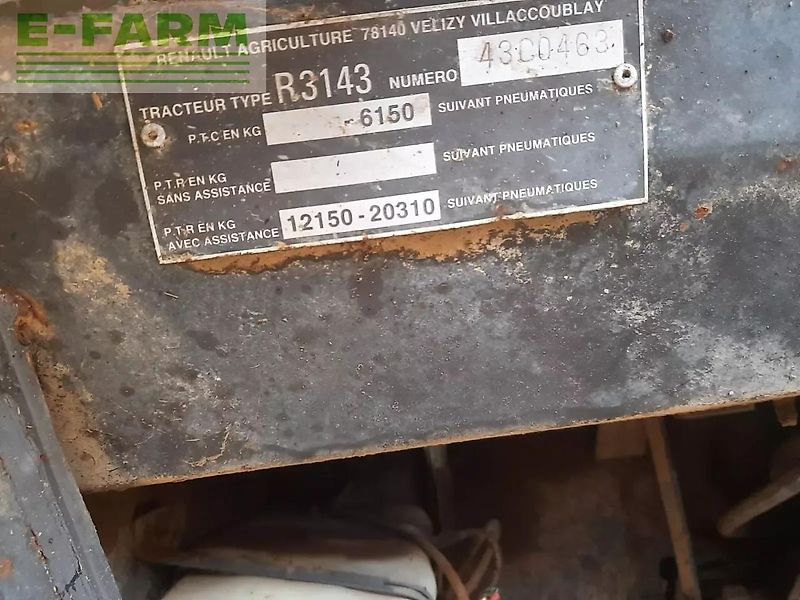 E-FARM
RENAULT AGRICULTURE 78140 VELIZY VILLACCOUBLAY
TRACTEUR TYPE R3143 NUMERO 43C0463
P.T.C EN KG -6150 SUIVANT PNEUMATIQUES
P.T.R EN KG
SANS ASSISTANCE SUIVANT PNEUMATIQUES
P.T.R EN KG
AVEC ASSISTANCE 12150-20310 SUIVANT PNEUMATIQUES